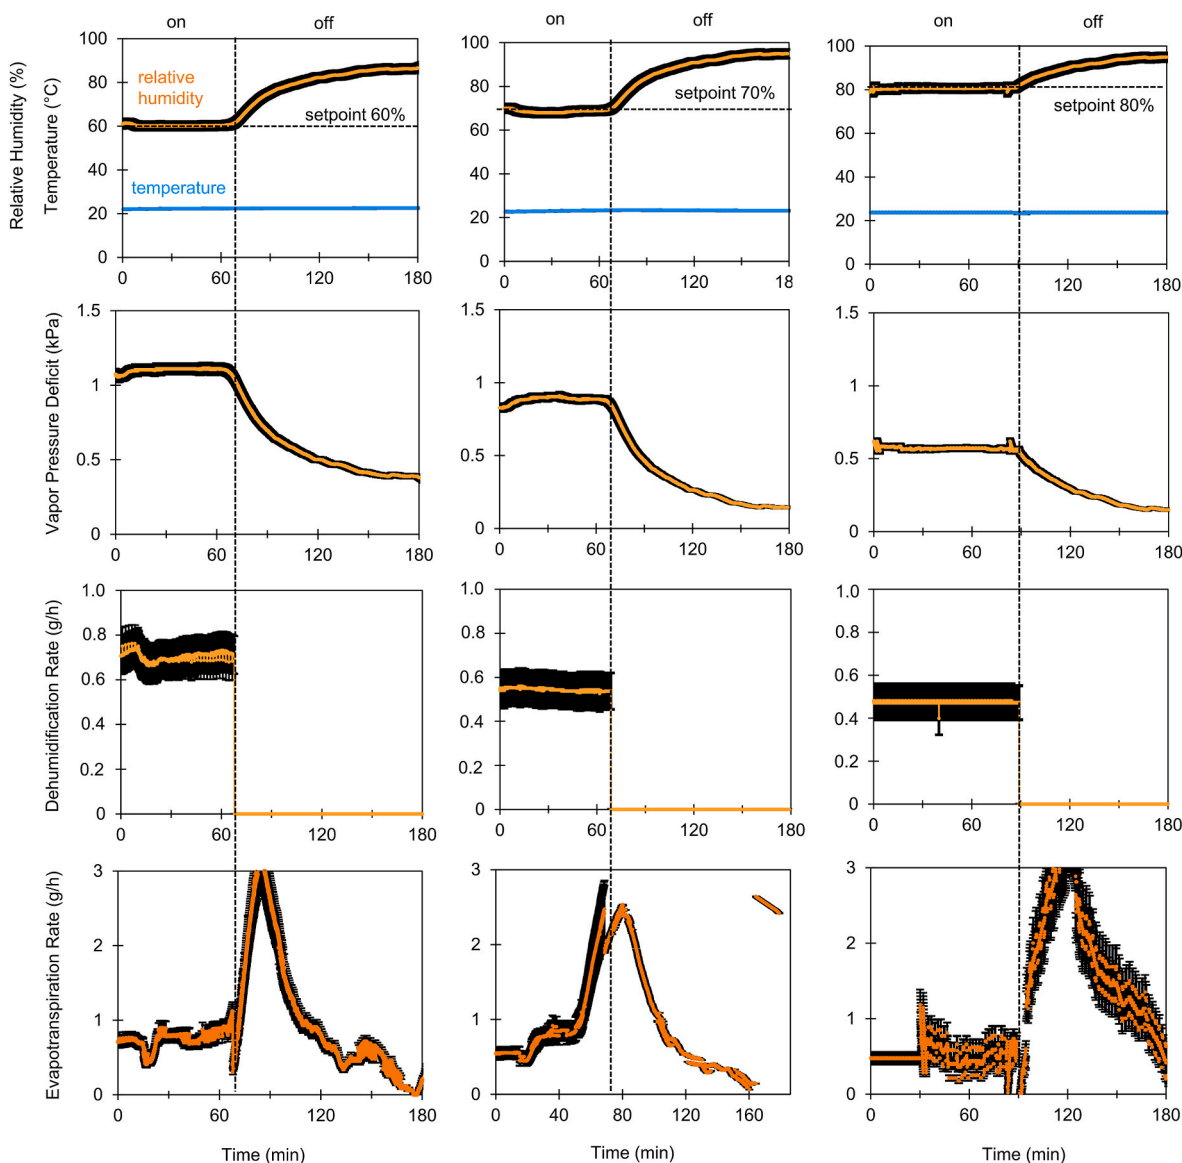 on off
on off
on off
Relative Humidity (%)
Temperature (°C)
100
80
60
40
20
0
relative
humidity
setpoint 60%
temperature
0 60 120 180
100
80
60
40
20
0
setpoint 70%
0 60 120 180
100
80
60
40
20
0
setpoint 80%
0 60 120 180
Vapor Pressure Deficit (kPa)
1.5
1
0.5
0
0 60 120 180
1.5
1
0.5
0
0 60 120 180
1.5
1
0.5
0
0 60 120 180
Dehumidification Rate (g/h)
1.0
0.8
0.6
0.4
0.2
0
0 60 120 180
1.0
0.8
0.6
0.4
0.2
0
0 60 120 180
1.0
0.8
0.6
0.4
0.2
0
0 60 120 180
Evapotranspiration Rate (g/h)
3
2
1
0
0 60 120 180
Time (min)
3
2
1
0
0 40 80 120 160
Time (min)
3
2
1
0
0 60 120 180
Time (min)